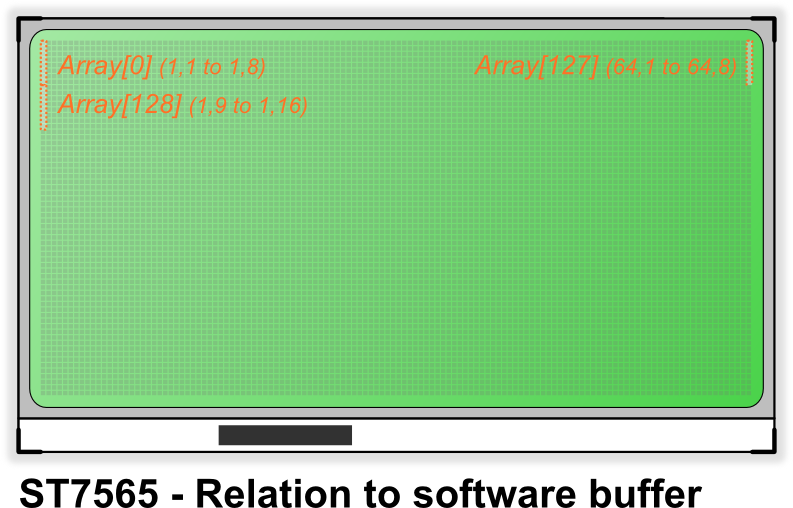 Array[0] (1,1 to 1,8)
Array[127] (64,1 to 64,8)
Array[128] (1,9 to 1,16)
ST7565 - Relation to software buffer